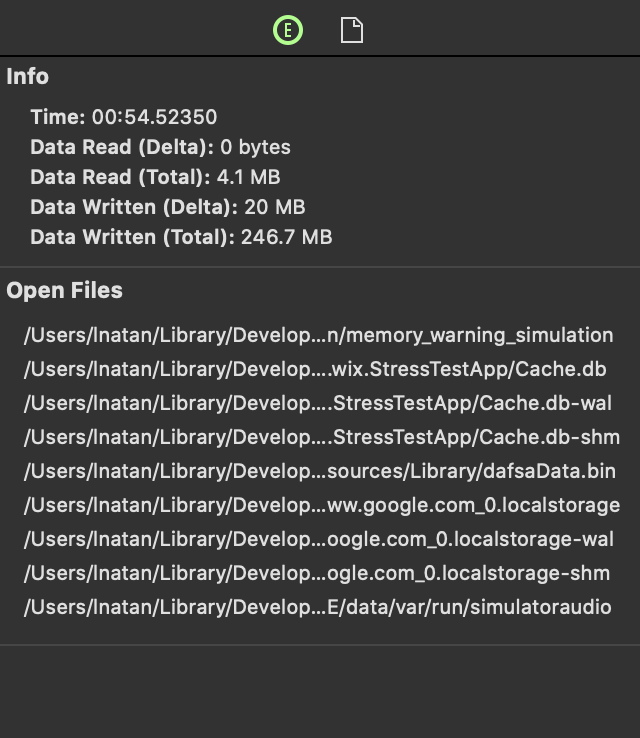 E
Info
Time: 00:54.52350
Data Read (Delta): 0 bytes
Data Read (Total): 4.1 MB
Data Written (Delta): 20 MB
Data Written (Total): 246.7 MB
Open Files
/Users/lnatan/Library/Develop...n/memory_warning_simulation
/Users/lnatan/Library/Develop....wix.StressTestApp/Cache.db
/Users/lnatan/Library/Develop....StressTestApp/Cache.db-wal
/Users/lnatan/Library/Develop....StressTestApp/Cache.db-shm
/Users/lnatan/Library/Develop...sources/Library/dafsaData.bin
/Users/lnatan/Library/Develop...ww.google.com_0.localstorage
/Users/lnatan/Library/Develop...oogle.com_0.localstorage-wal
/Users/lnatan/Library/Develop...ogle.com_0.localstorage-shm
/Users/lnatan/Library/Develop...E/data/var/run/simulatoraudio